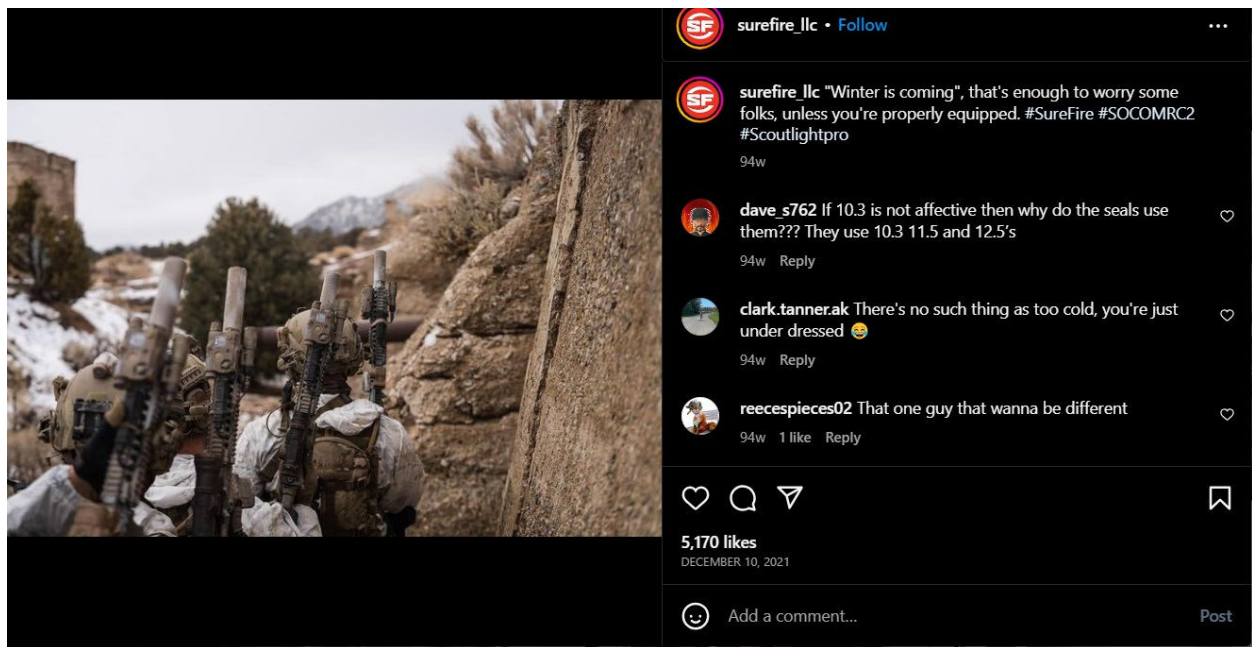 SF
surefire_llc • Follow
SF
surefire_llc "Winter is coming", that's enough to worry some
folks, unless you're properly equipped. #SureFire #SOCOMRC2
#Scoutlightpro
94w
dave_s762 If 10.3 is not affective then why do the seals use
them??? They use 10.3 11.5 and 12.5's
94w Reply
clark.tanner.ak There's no such thing as too cold, you're just
under dressed 😂
94w Reply
reecespieces02 That one guy that wanna be different
94w 1 like Reply
5,170 likes
DECEMBER 10, 2021
Add a comment...
Post